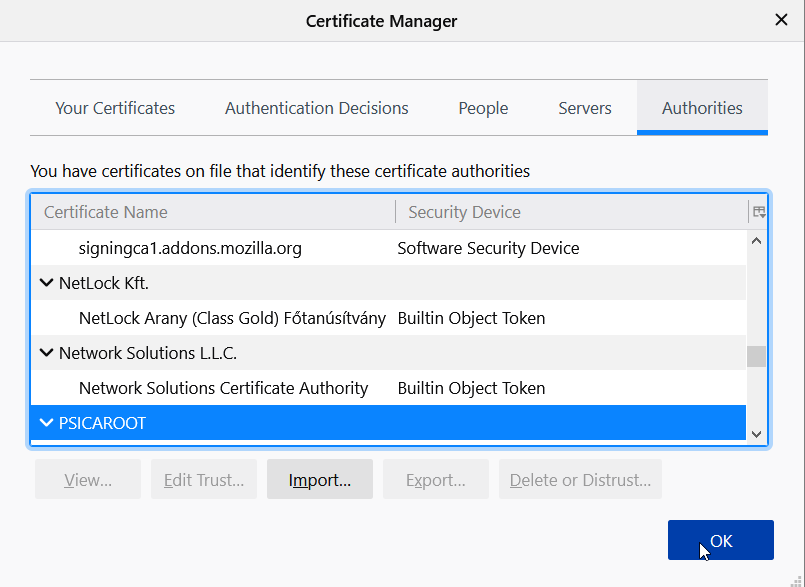 Certificate Manager
Your Certificates Authentication Decisions People Servers Authorities
You have certificates on file that identify these certificate authorities
Certificate Name Security Device
signingca1.addons.mozilla.org Software Security Device
NetLock Kft.
NetLock Arany (Class Gold) Főtanúsítvány Builtin Object Token
Network Solutions L.L.C.
Network Solutions Certificate Authority Builtin Object Token
PSICAROOT
View... Edit Trust... Import... Export... Delete or Distrust...
OK